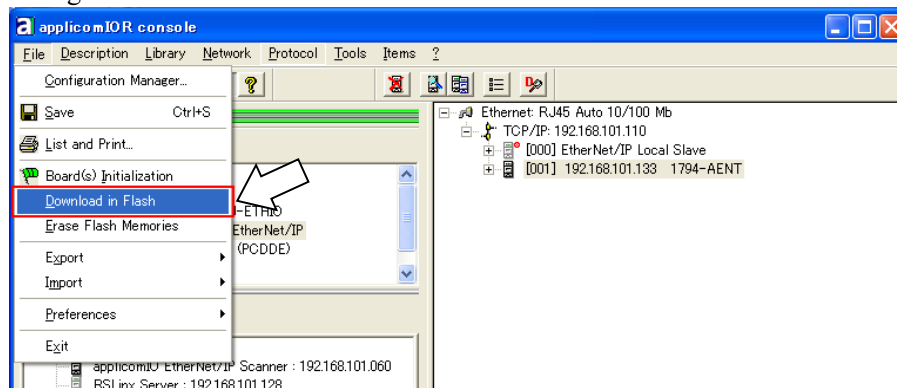 applicomIOR console
File Description Library Network Protocol Tools Items ?
Configuration Manager...
Save Ctrl+S
List and Print...
Board(s) Initialization
Download in Flash
Erase Flash Memories
Export
Import
Preferences
Exit
-ETHIO
EtherNet/IP
(PCDDE)
applicomIO EtherNet/IP Scanner : 192.168.101.060
RSLinx Server : 192.168.101.128
Ethernet: RJ45 Auto 10/100 Mb
TCP/IP: 192.168.101.110
[000] EtherNet/IP Local Slave
[001] 192.168.101.133 1794-AENT